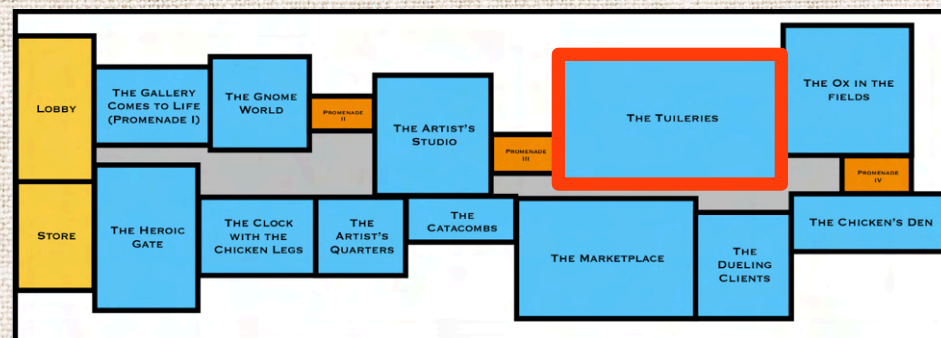 LOBBY
THE GALLERY
COMES TO LIFE
(PROMENADE I)
THE GNOME
WORLD
PROMENADE
II
THE ARTIST'S
STUDIO
PROMENADE
III
THE TUILERIES
THE OX IN THE
FIELDS
PROMENADE
IV
STORE
THE HEROIC
GATE
THE CLOCK
WITH THE
CHICKEN LEGS
THE
ARTIST'S
QUARTERS
THE
CATACOMBS
THE MARKETPLACE
THE
DUELING
CLIENTS
THE CHICKEN'S DEN